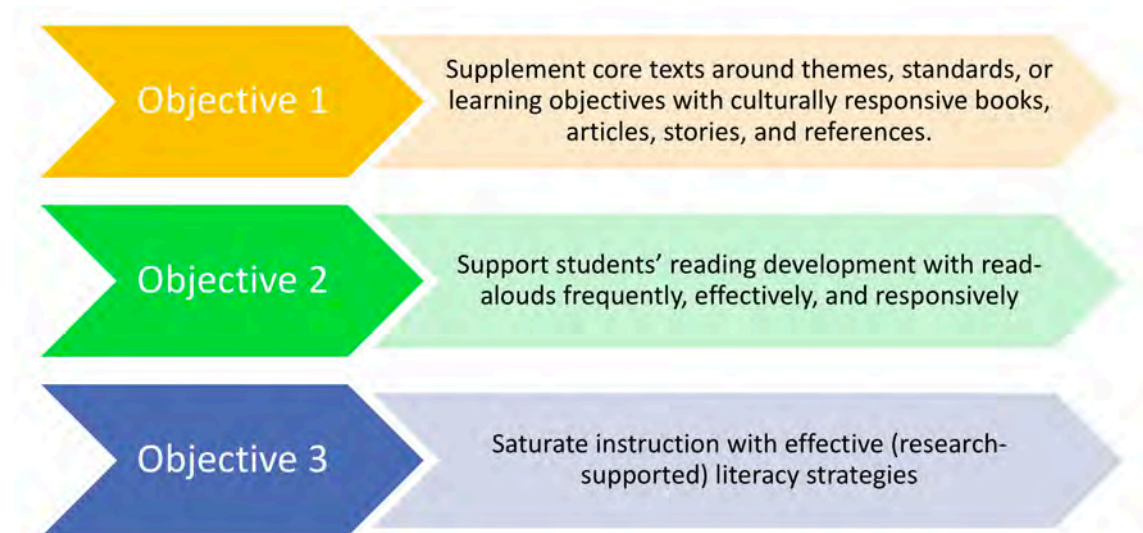 Objective 1
Supplement core texts around themes, standards, or
learning objectives with culturally responsive books,
articles, stories, and references.
Objective 2
Support students’ reading development with read-
alouds frequently, effectively, and responsively
Objective 3
Saturate instruction with effective (research-
supported) literacy strategies